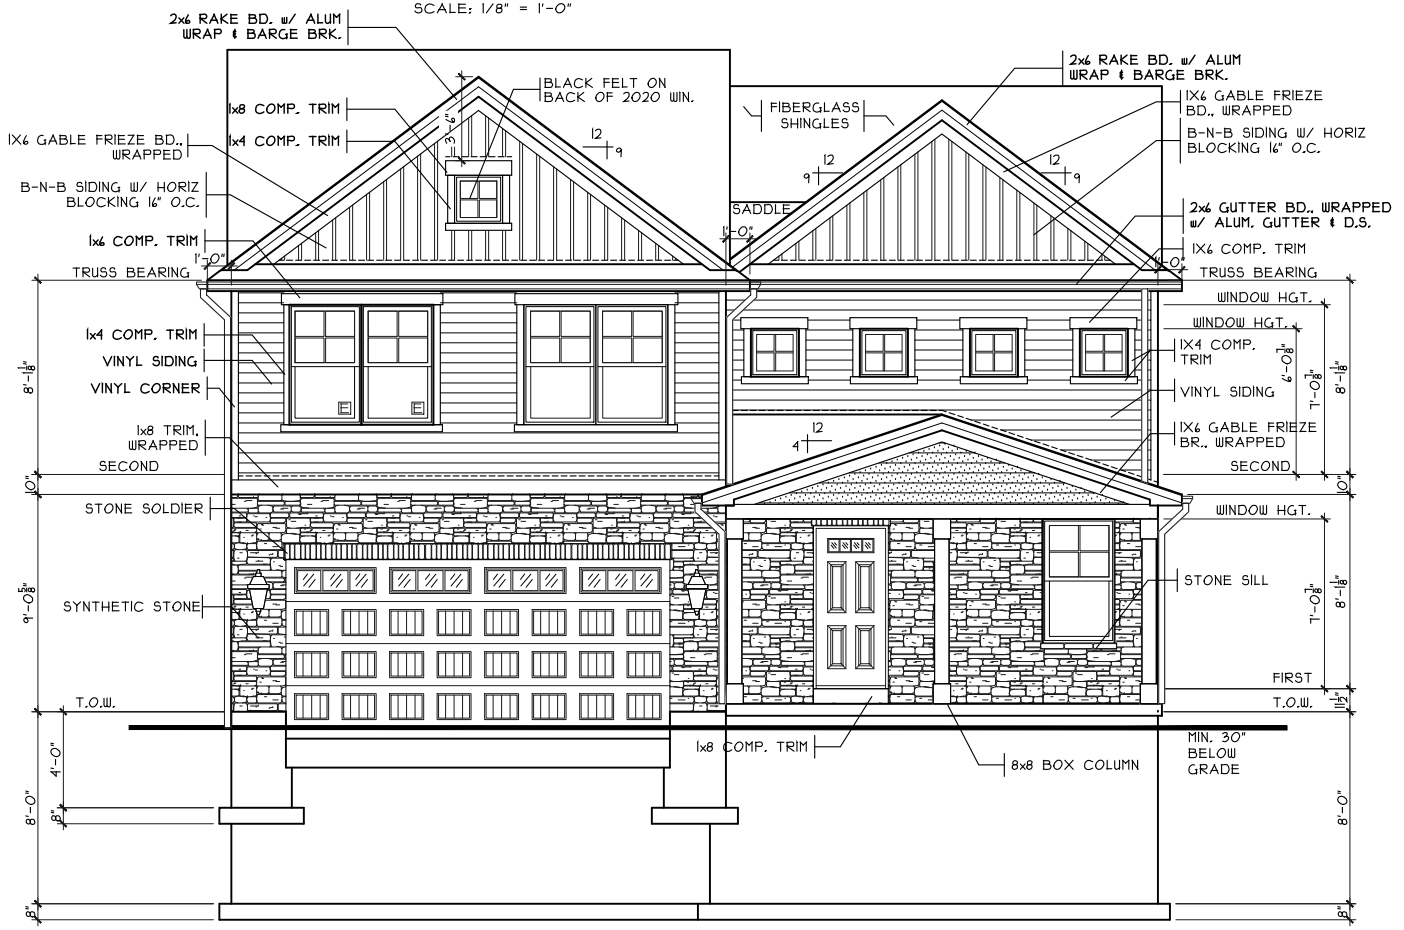 SCALE: 1/8" = 1'-0"
2x6 RAKE BD. w/ ALUM
WRAP & BARGE BRK.
1x8 COMP. TRIM
1x4 COMP. TRIM
1X6 GABLE FRIEZE BD.,
WRAPPED
B-N-B SIDING W/ HORIZ
BLOCKING 16" O.C.
1x6 COMP. TRIM
1'-0"
TRUSS BEARING
=3'-6"=
BLACK FELT ON
BACK OF 2020 WIN.
12
9
FIBERGLASS
SHINGLES
12
9
12
9
SADDLE
1'-0"
2x6 RAKE BD. w/ ALUM
WRAP & BARGE BRK.
1X6 GABLE FRIEZE
BD., WRAPPED
B-N-B SIDING W/ HORIZ
BLOCKING 16" O.C.
2x6 GUTTER BD., WRAPPED
w/ ALUM. GUTTER & D.S.
1X6 COMP. TRIM
1'-0"
TRUSS BEARING
WINDOW HGT.
WINDOW HGT.
1X4 COMP.
TRIM
VINYL SIDING
1X6 GABLE FRIEZE
BR., WRAPPED
6'-0 7/8"
7'-0 7/8"
8'-1 1/8"
1x4 COMP. TRIM
VINYL SIDING
VINYL CORNER
1x8 TRIM,
WRAPPED
8'-1 1/8"
E
E
12
4
SECOND
10"
SECOND
10"
STONE SOLDIER
SYNTHETIC STONE
WINDOW HGT.
STONE SILL
7'-0 7/8"
8'-1 1/8"
FIRST
T.O.W.
T.O.W.
1x8 COMP. TRIM
8x8 BOX COLUMN
MIN. 30"
BELOW
GRADE
4'-0"
8"
8'-0"
8'-0"
8"
8"